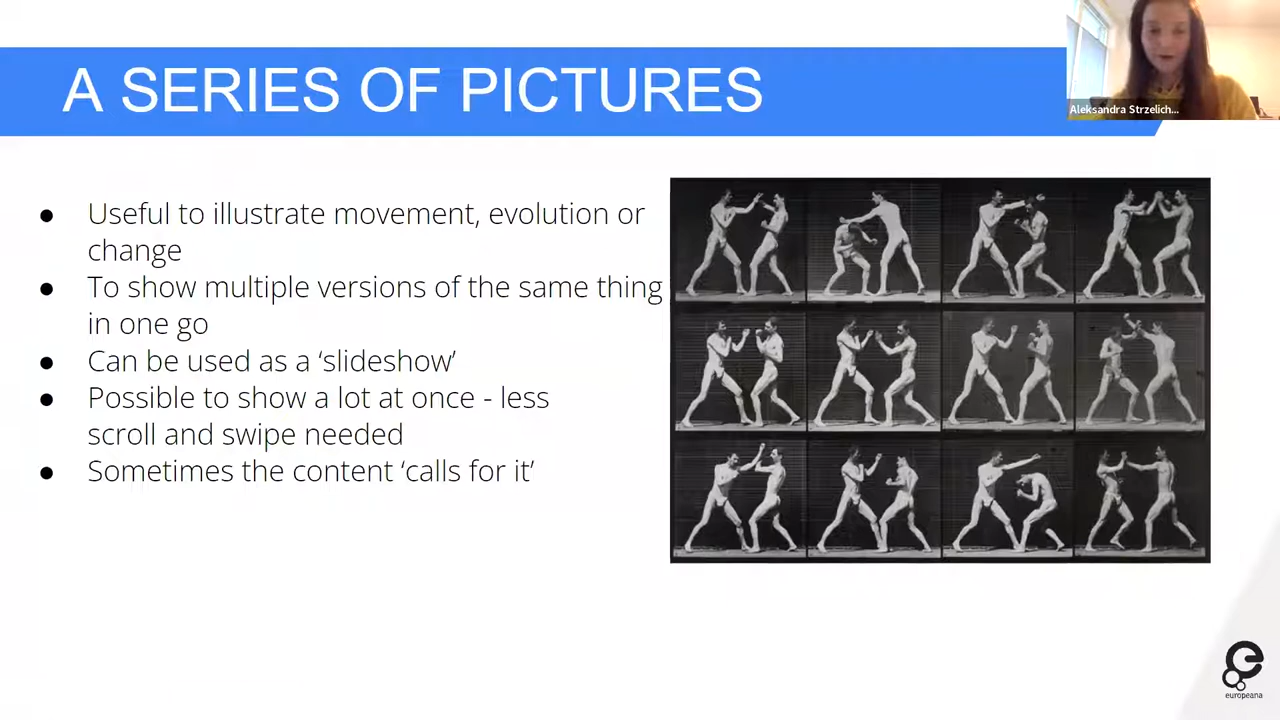 A SERIES OF PICTURES
Aleksandra Strzelich...
● Useful to illustrate movement, evolution or
change
● To show multiple versions of the same thing
in one go
● Can be used as a ‘slideshow’
● Possible to show a lot at once - less
scroll and swipe needed
● Sometimes the content ‘calls for it’
europeana